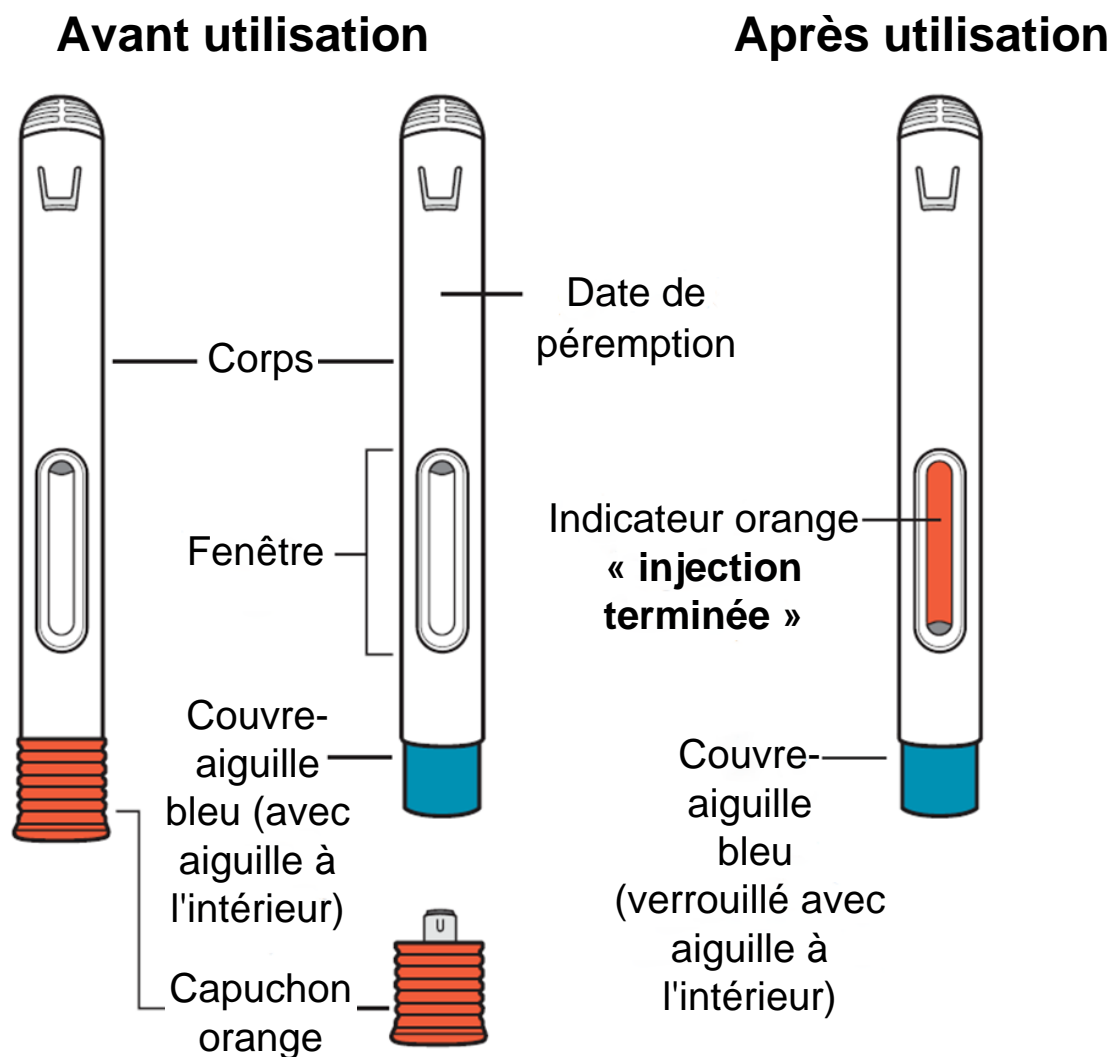 Avant utilisation
Après utilisation
Date de
péremption
Corps
Fenêtre
Indicateur orange
« injection
terminée »
Couvre-
aiguille
bleu (avec
aiguille à
l'intérieur)
Couvre-
aiguille
bleu
(verrouillé avec
aiguille à
l'intérieur)
Capuchon
orange